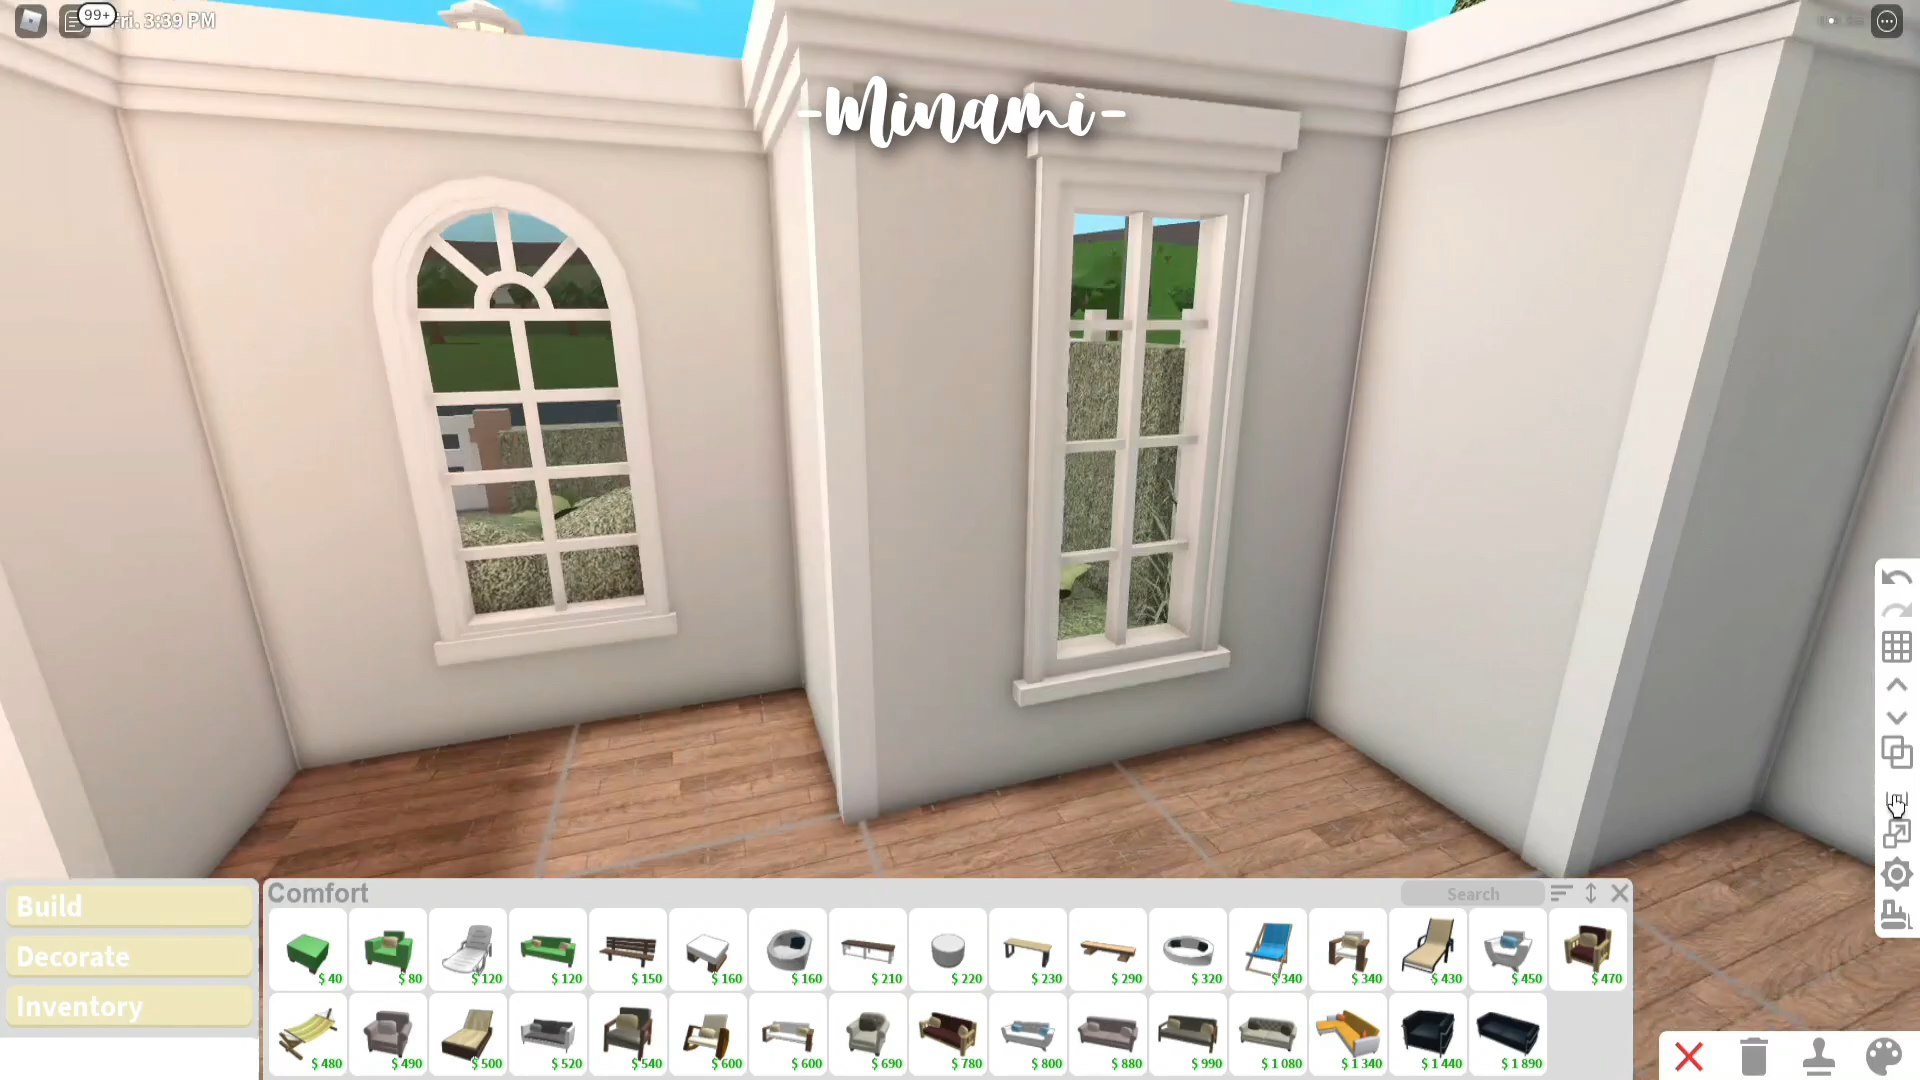 99+
Fri. 3:39 PM
-Minami-
Build
Decorate
Inventory
Comfort
Search
$ 40
$ 80
$ 120
$ 120
$ 150
$ 160
$ 160
$ 210
$ 220
$ 230
$ 290
$ 320
$ 340
$ 340
$ 430
$ 450
$ 470
$ 480
$ 490
$ 500
$ 520
$ 540
$ 600
$ 600
$ 690
$ 780
$ 800
$ 880
$ 990
$ 1 080
$ 1 340
$ 1 440
$ 1 890